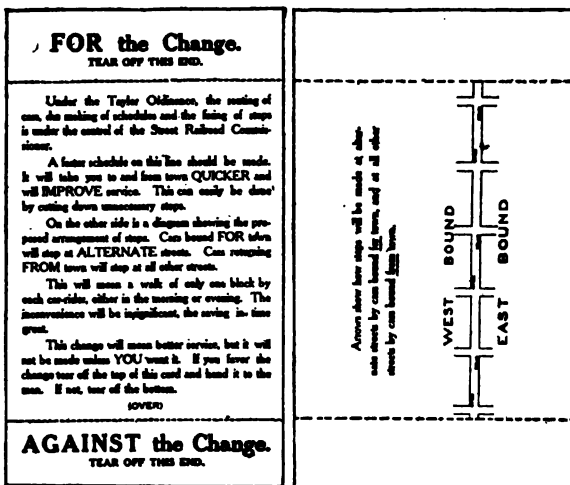 FOR the Change.
TEAR OFF THIS END.
Under the Tayler Ordinance, the routing of
cars, the making of schedules and the fixing of stops
is under the control of the Street Railroad Commis-
sioner.
A faster schedule on this line should be made.
It will take you to and from town QUICKER and
will IMPROVE service. This can easily be done
by cutting down unnecessary stops.
On the other side is a diagram showing the pro-
posed arrangement of stops. Cars bound FOR town
will stop at ALTERNATE streets. Cars returning
FROM town will stop at all other streets.
This will mean a walk of only one block by
each car-rider, either in the morning or evening. The
inconvenience will be insignificant, the saving in time
great.
This change will mean better service, but it will
not be made unless YOU want it. If you favor the
change tear off the top of this card and hand it to the
man. If not, tear off the bottom.
(OVER)
AGAINST the Change.
TEAR OFF THIS END.
Arrows show how stops will be made at alter-
nate streets by cars bound for town, and at all other
streets by cars bound from town.
WEST BOUND
EAST BOUND